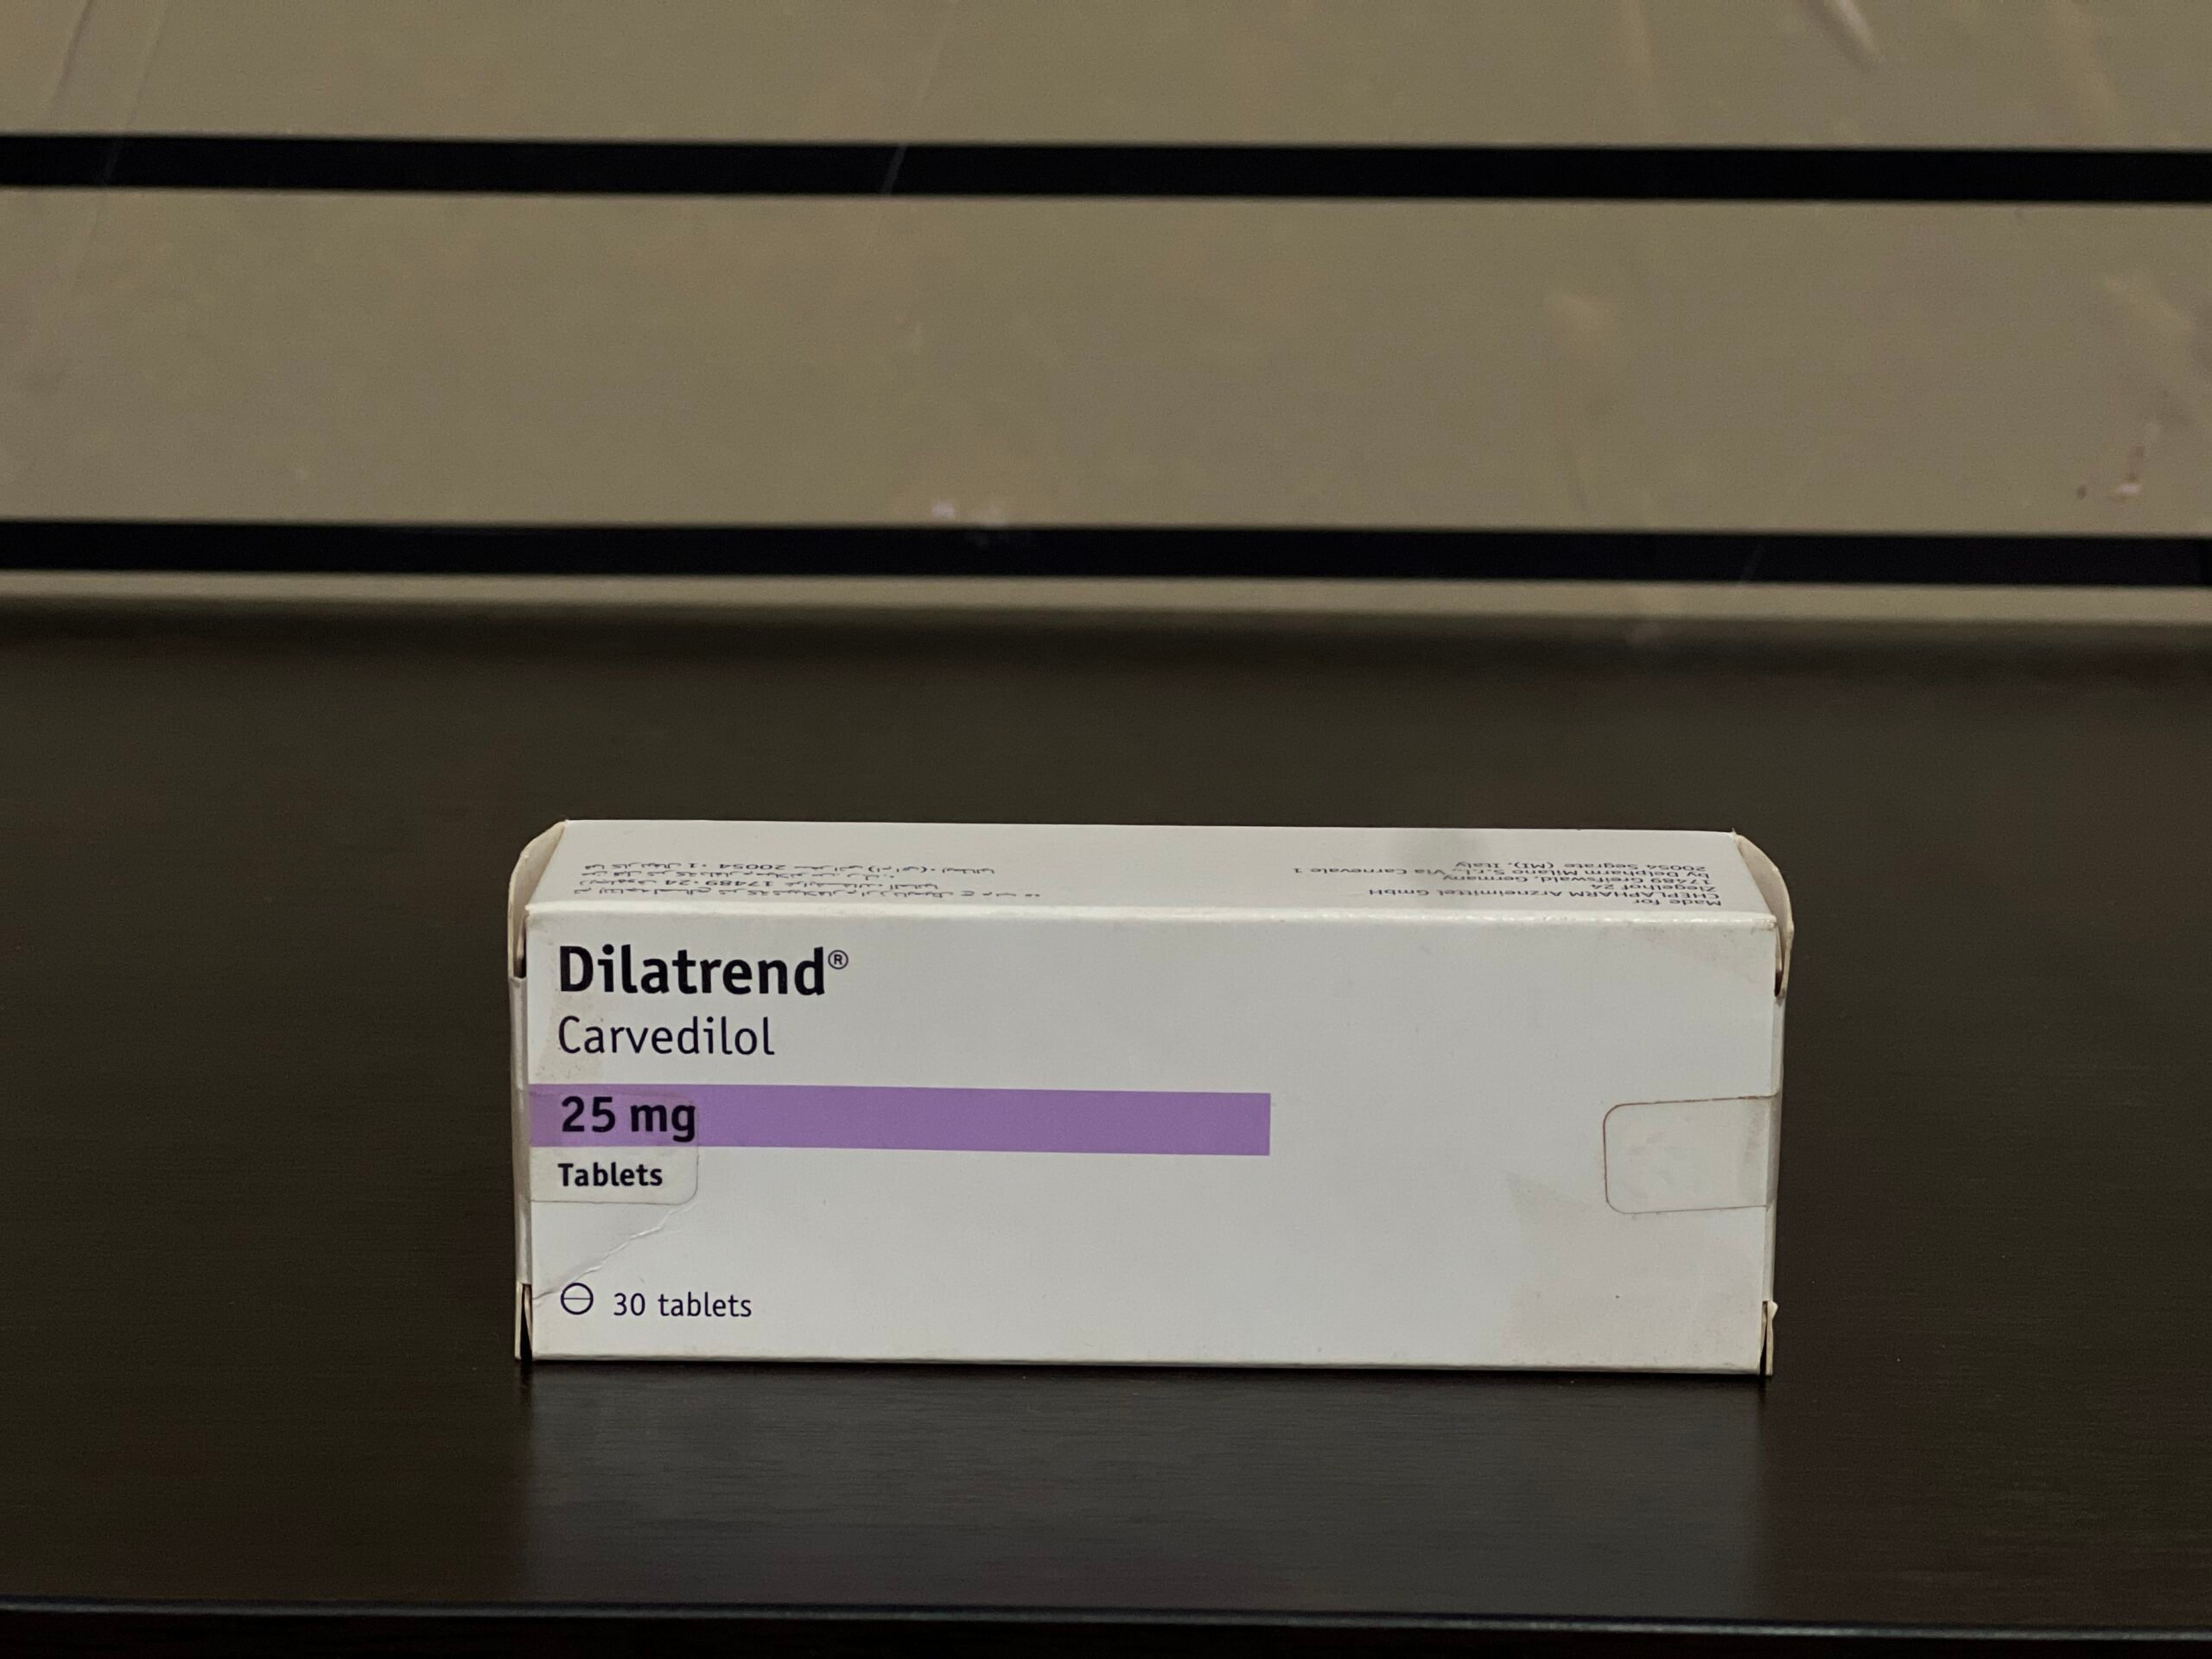 Made for
CHEPLAPHARM Arzneimittel GmbH
Ziegelhof 24
17489 Greifswald, Germany
by Delpharm Milano S.r.l., Via Carnevale 1
20054 Segrate (MI), Italy
Dilatrend®
Carvedilol
25 mg
Tablets
30 tablets